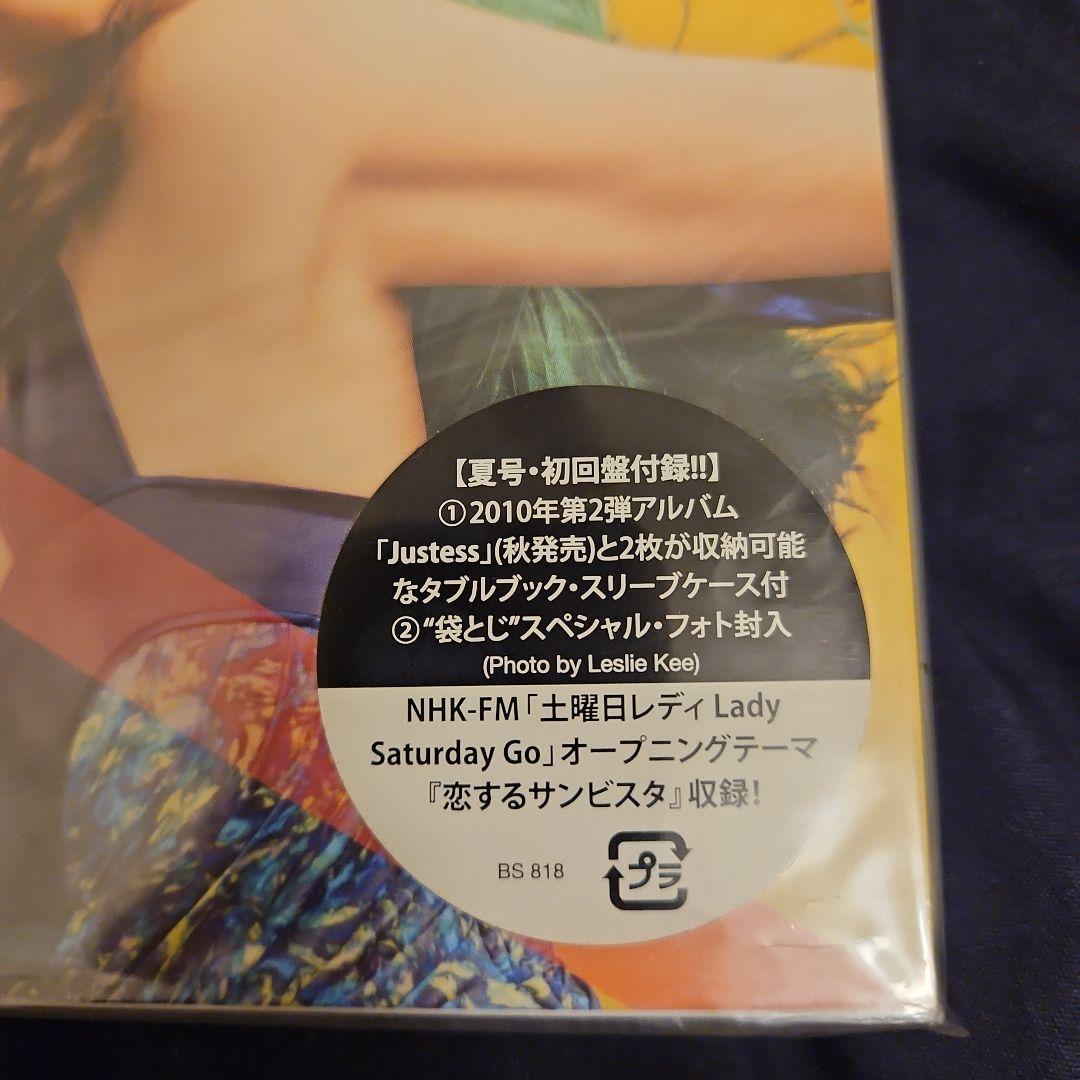 【夏号・初回盤付録!!】
①2010年第2弾アルバム
「Justess」(秋発売)と2枚が収納可能
なダブルブック・スリーブケース付
②“袋とじ”スペシャル・フォト封入
(Photo by Leslie Kee)
NHK-FM「土曜日レディ Lady
Saturday Go」オープニングテーマ
『恋するサンビスタ』収録!
BS 818
プラ